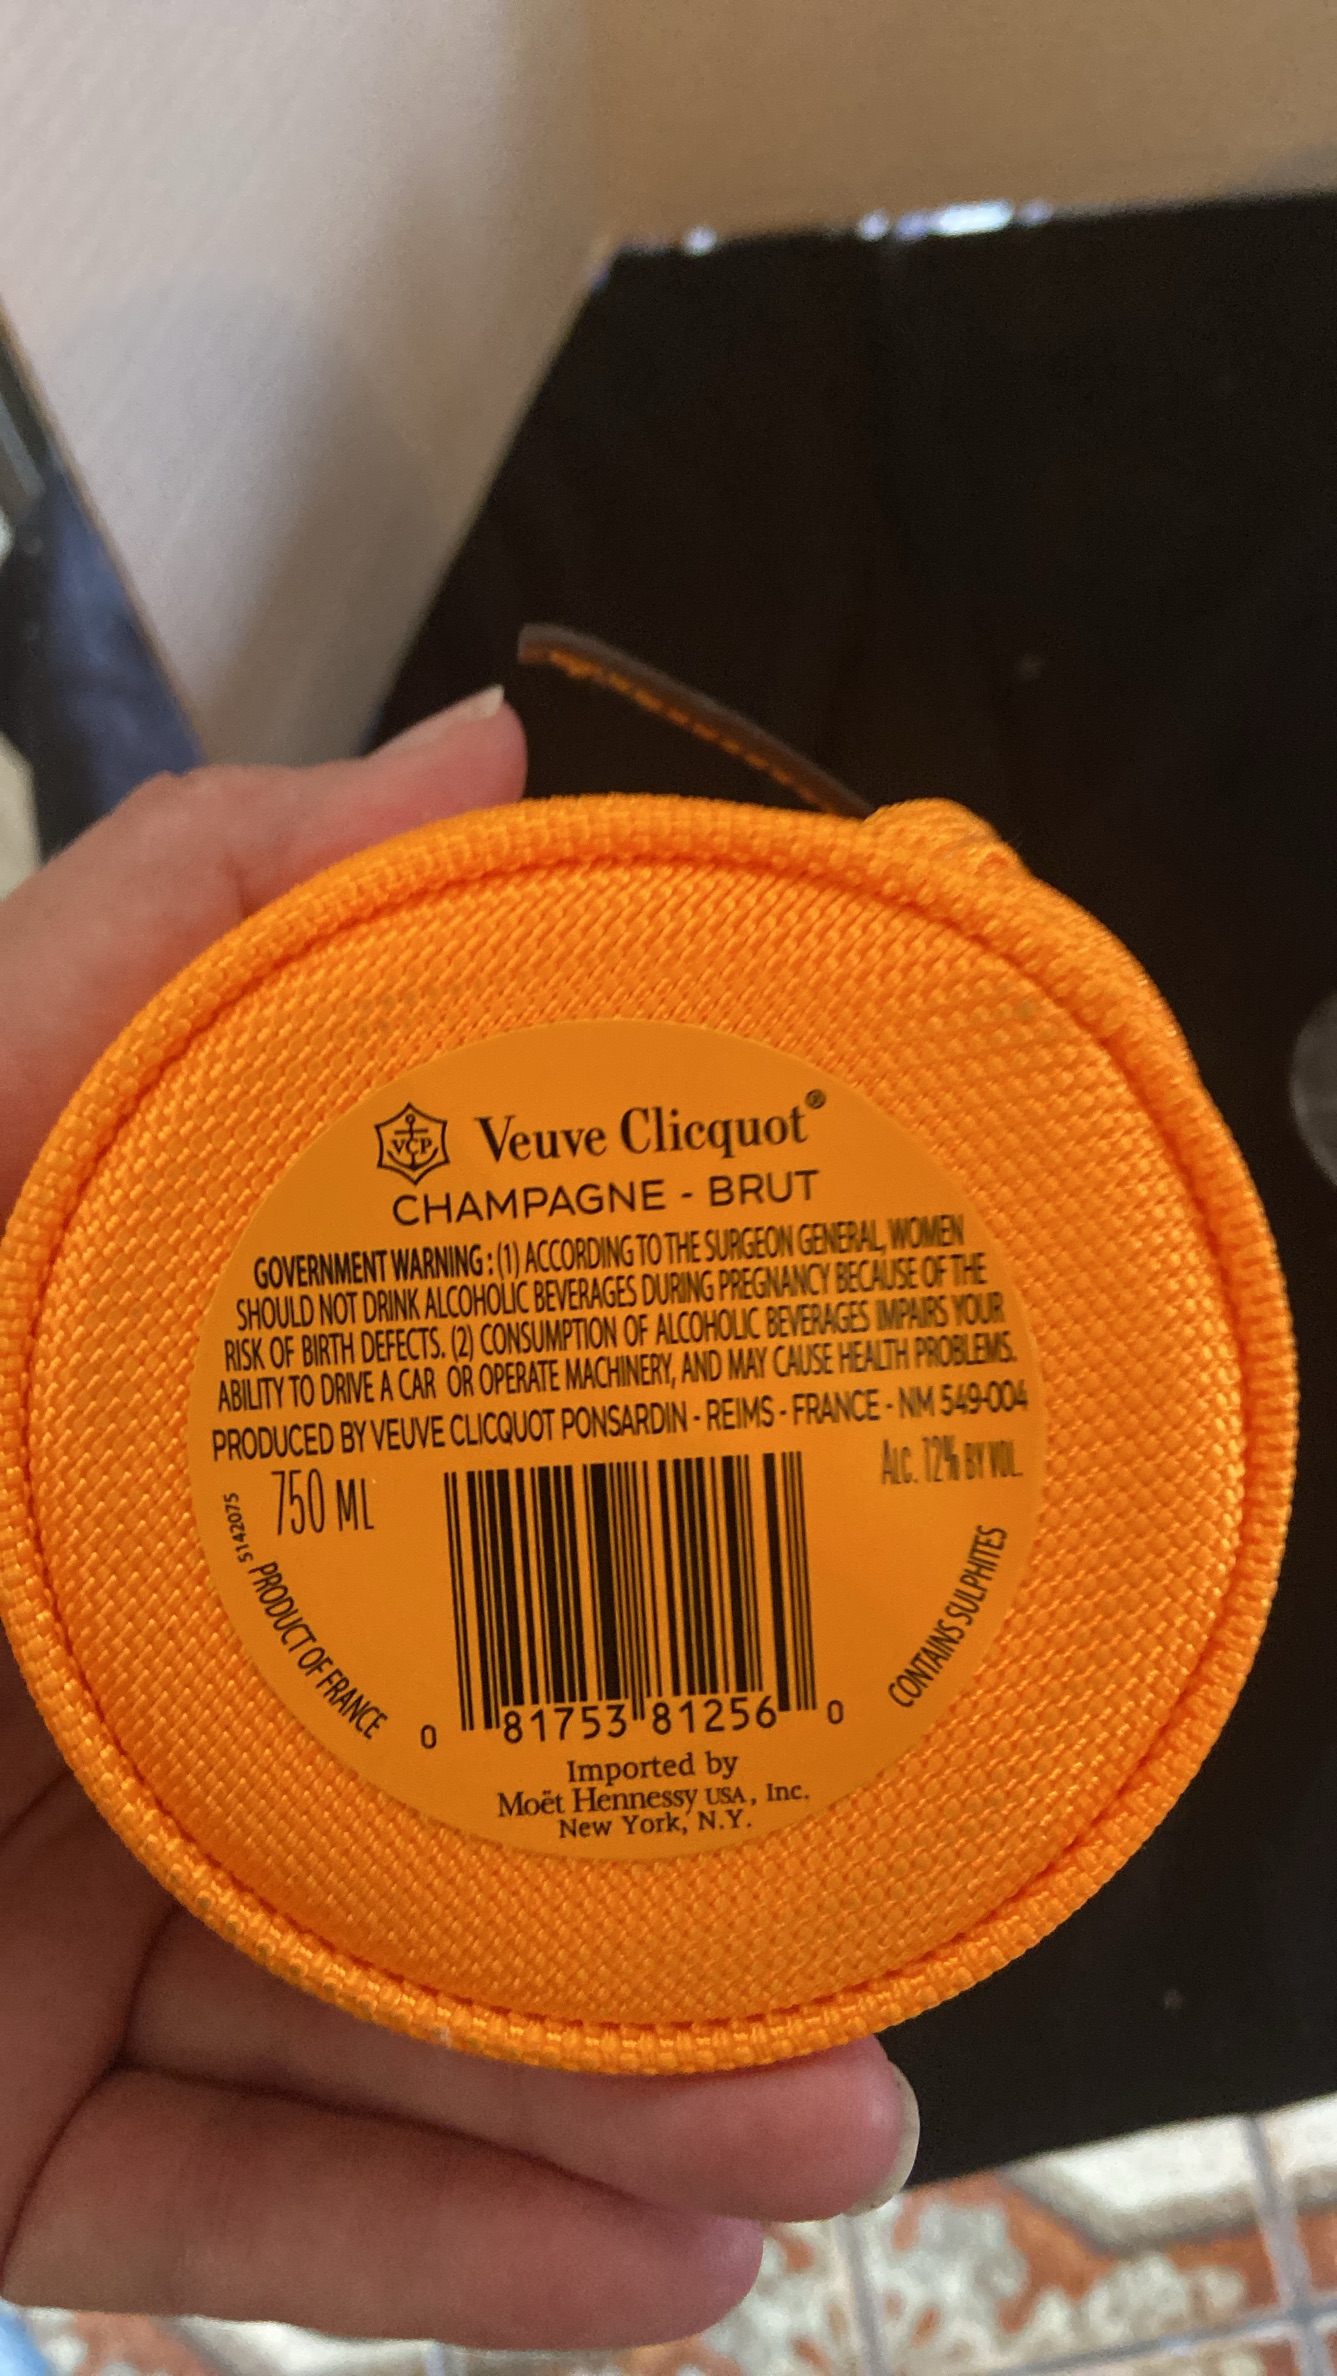 VCP
Veuve Clicquot®
CHAMPAGNE - BRUT
GOVERNMENT WARNING : (1) ACCORDING TO THE SURGEON GENERAL, WOMEN
SHOULD NOT DRINK ALCOHOLIC BEVERAGES DURING PREGNANCY BECAUSE OF THE
RISK OF BIRTH DEFECTS. (2) CONSUMPTION OF ALCOHOLIC BEVERAGES IMPAIRS YOUR
ABILITY TO DRIVE A CAR OR OPERATE MACHINERY, AND MAY CAUSE HEALTH PROBLEMS.
PRODUCED BY VEUVE CLICQUOT PONSARDIN - REIMS - FRANCE - NM 549-004
750 ML
ALC. 12% BY VOL.
5142075
PRODUCT OF FRANCE
CONTAINS SULPHITES
0 81753 81256 0
Imported by
Moët Hennessy USA, Inc.
New York, N.Y.